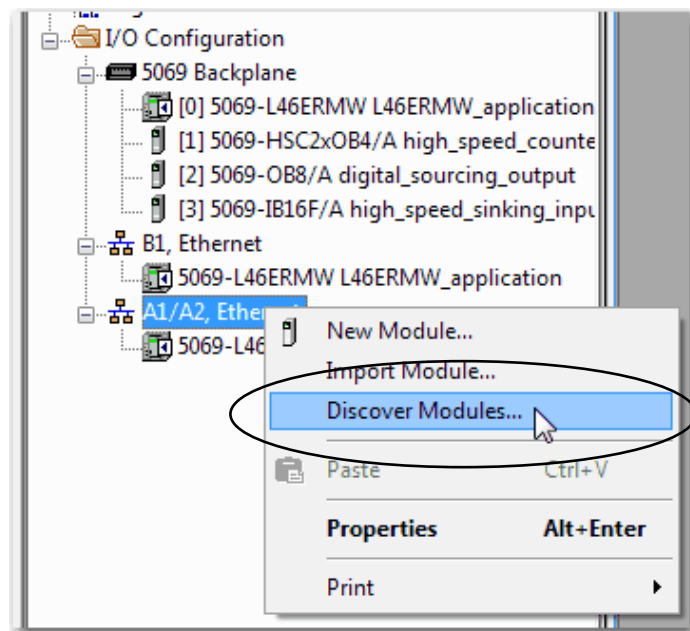 I/O Configuration
5069 Backplane
[0] 5069-L46ERMW L46ERMW_application
[1] 5069-HSC2xOB4/A high_speed_counte
[2] 5069-OB8/A digital_sourcing_output
[3] 5069-IB16F/A high_speed_sinking_inpu
B1, Ethernet
5069-L46ERMW L46ERMW_application
A1/A2, Ethe
5069-L46
New Module...
Import Module...
Discover Modules...
Paste Ctrl+V
Properties Alt+Enter
Print